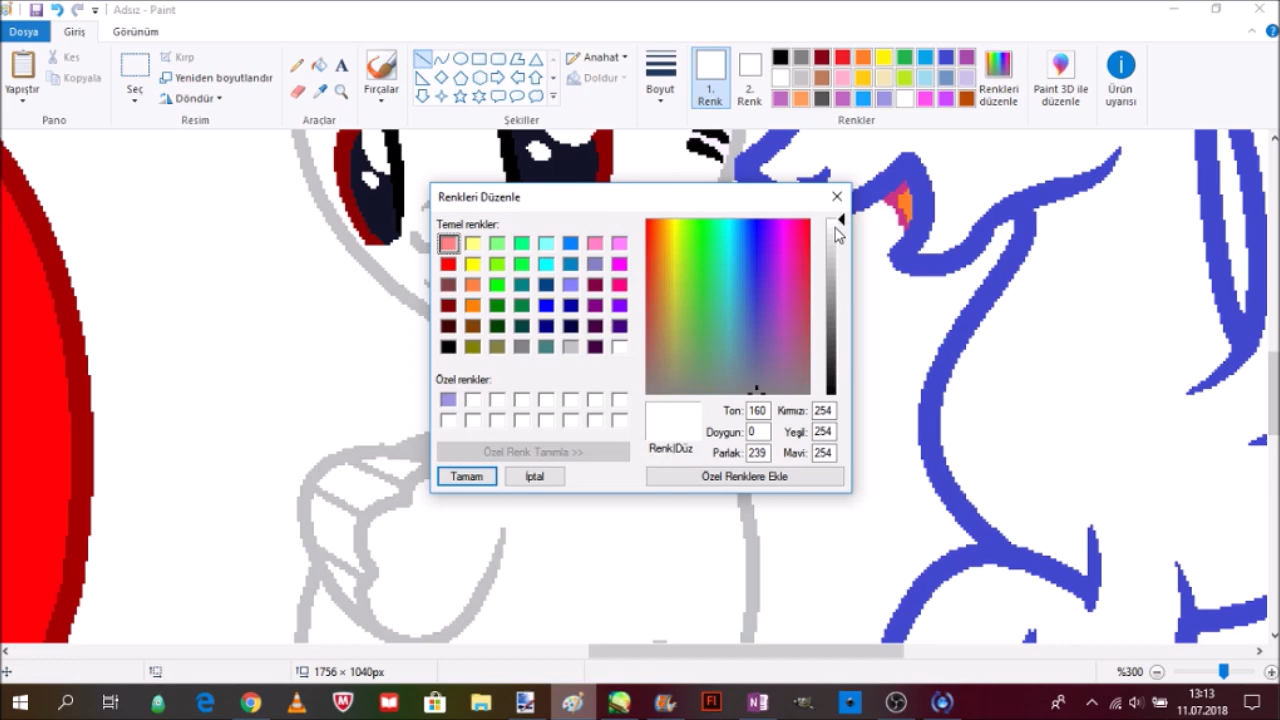 Adsız - Paint
Dosya Giriş Görünüm
Yapıştır
Kes
Kopyala
Pano
Seç
Kırp
Yeniden boyutlandır
Döndür
Resim
A
Araçlar
Fırçalar
Anahat
Doldur
Şekiller
Boyut
1. Renk
2. Renk
Renkleri düzenle
Renkler
Paint 3D ile düzenle
Ürün uyarısı
Renkleri Düzenle
Temel renkler:
Özel renkler:
Özel Renk Tanımla >>
Tamam İptal
Renk|Düz
Ton: 160 Kırmızı: 254
Doygun: 0 Yeşil: 254
Parlak: 239 Mavi: 254
Özel Renklere Ekle
1756 × 1040px
%300
13:13
11.07.2018